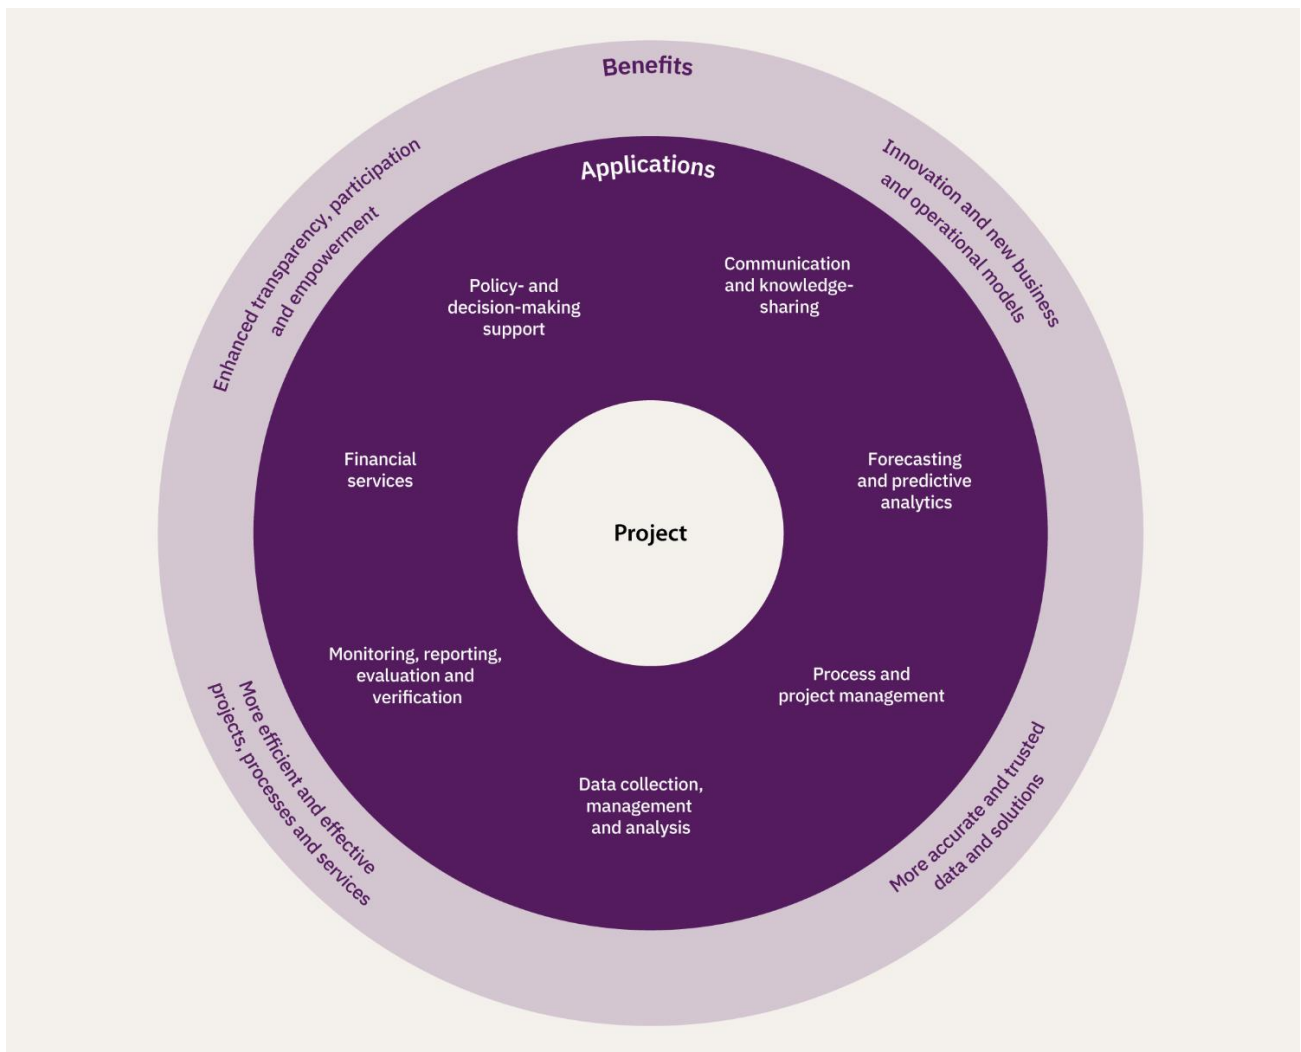 Benefits
Enhanced transparency, participation
and empowerment
Innovation and new business
and operational models
Applications
Policy- and
decision-making
support
Communication
and knowledge-
sharing
Financial
services
Forecasting
and predictive
analytics
Project
Monitoring, reporting,
evaluation and
verification
Process and
project management
Data collection,
management
and analysis
More efficient and effective
projects, processes and services
More accurate and trusted
data and solutions